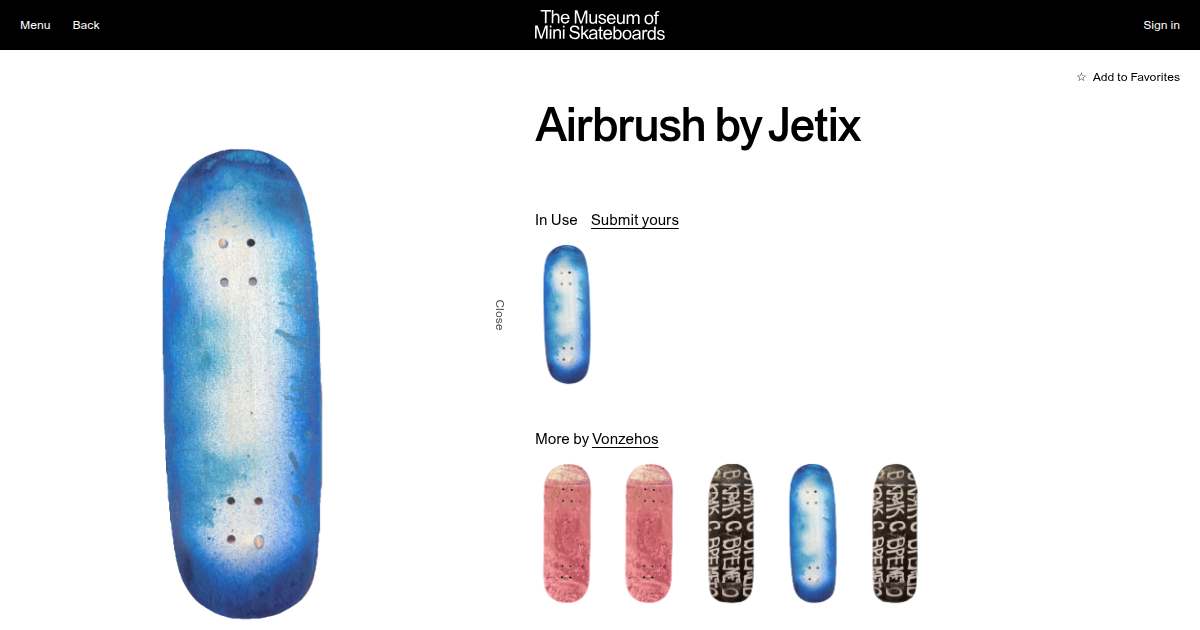 Menu
Back
The Museum of
Mini Skateboards
Sign in
☆ Add to Favorites
Airbrush by Jetix
In Use Submit yours
Close
More by Vonzehos